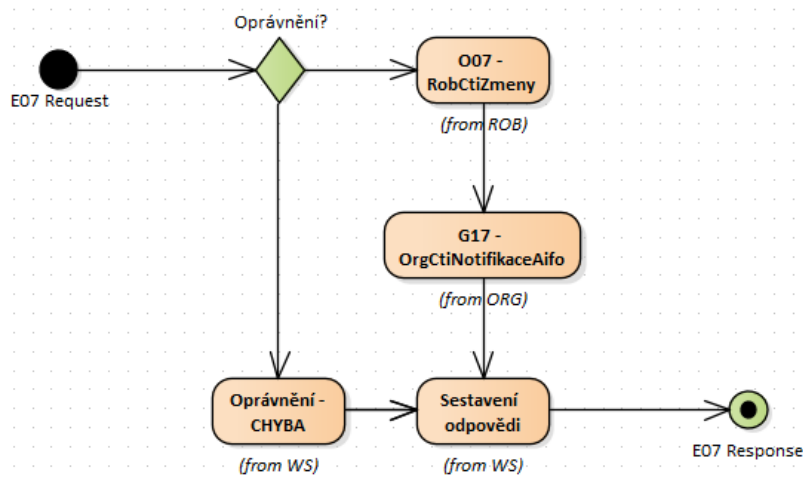 Oprávnění?
E07 Request
O07 -
RobCtiZmeny
(from ROB)
G17 -
OrgCtiNotifikaceAifo
(from ORG)
Oprávnění -
CHYBA
(from WS)
Sestavení
odpovědi
(from WS)
E07 Response